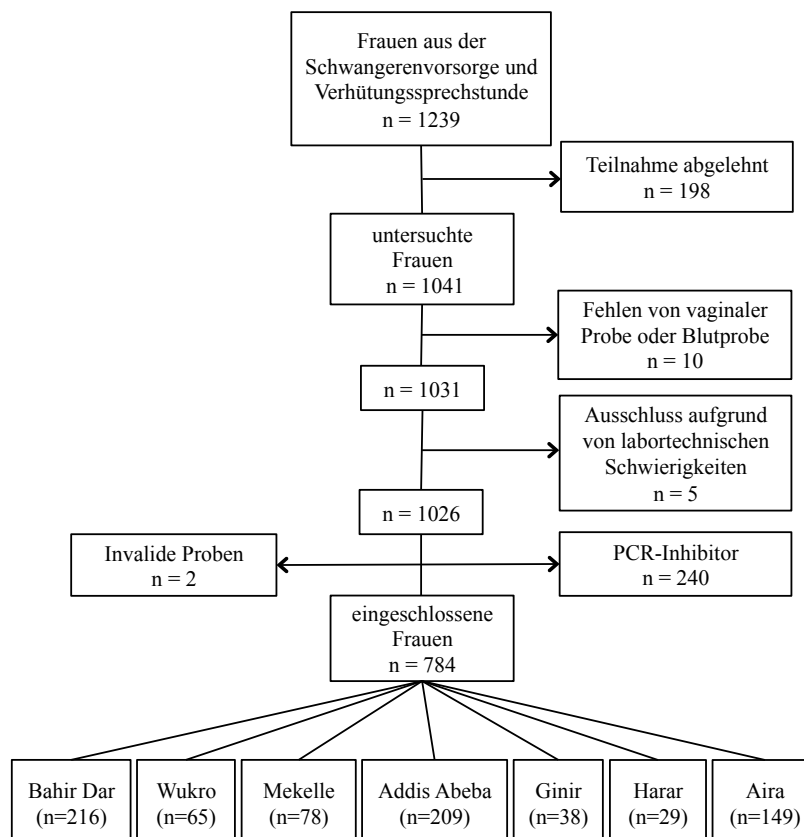 Frauen aus der
Schwangerenvorsorge und
Verhütungssprechstunde
n = 1239
Teilnahme abgelehnt
n = 198
untersuchte
Frauen
n = 1041
Fehlen von vaginaler
Probe oder Blutprobe
n = 10
n = 1031
Ausschluss aufgrund
von labortechnischen
Schwierigkeiten
n = 5
n = 1026
Invalide Proben
n = 2
PCR-Inhibitor
n = 240
eingeschlossene
Frauen
n = 784
Bahir Dar
(n=216)
Wukro
(n=65)
Mekelle
(n=78)
Addis Abeba
(n=209)
Ginir
(n=38)
Harar
(n=29)
Aira
(n=149)